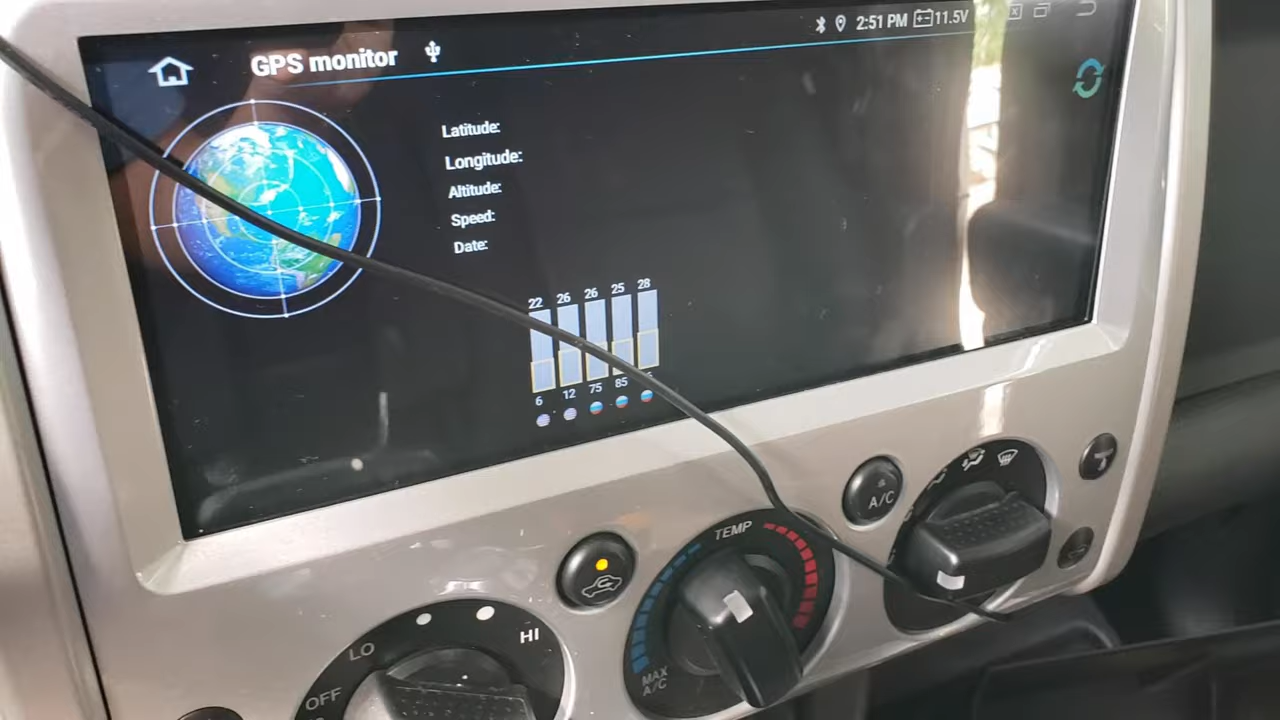 GPS monitor
2:51 PM 11.5V
Latitude:
Longitude:
Altitude:
Speed:
Date:
22 26 26 25 28
6 12 75 85
A/C
TEMP
HI
LO
OFF
MAX
A/C